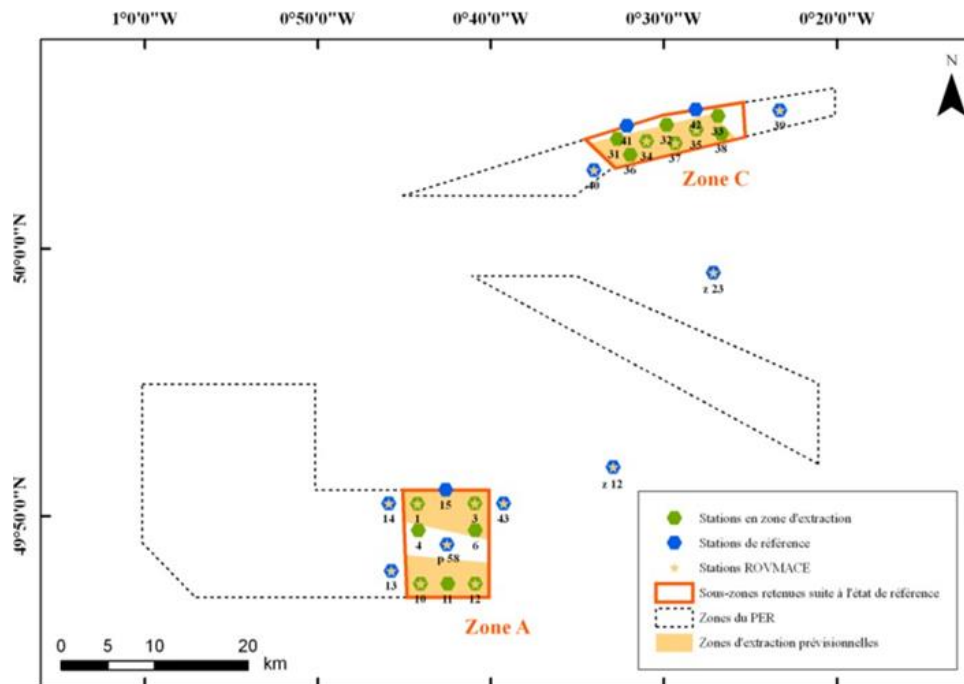 1°0'0"W 0°50'0"W 0°40'0"W 0°30'0"W 0°20'0"W
N
42
39
41
32
33
31
34
35
38
37
36
40
Zone C
50°0'0"N
z 23
z 12
49°50'0"N
14
1
15
3
43
4
6
p 58
13
10
11
12
Zone A
Stations en zone d'extraction
Stations de référence
Stations ROVMACE
Sous-zones retenues suite à l'état de référence
Zones du PER
Zones d'extraction prévisionnelles
0 5 10 20
km